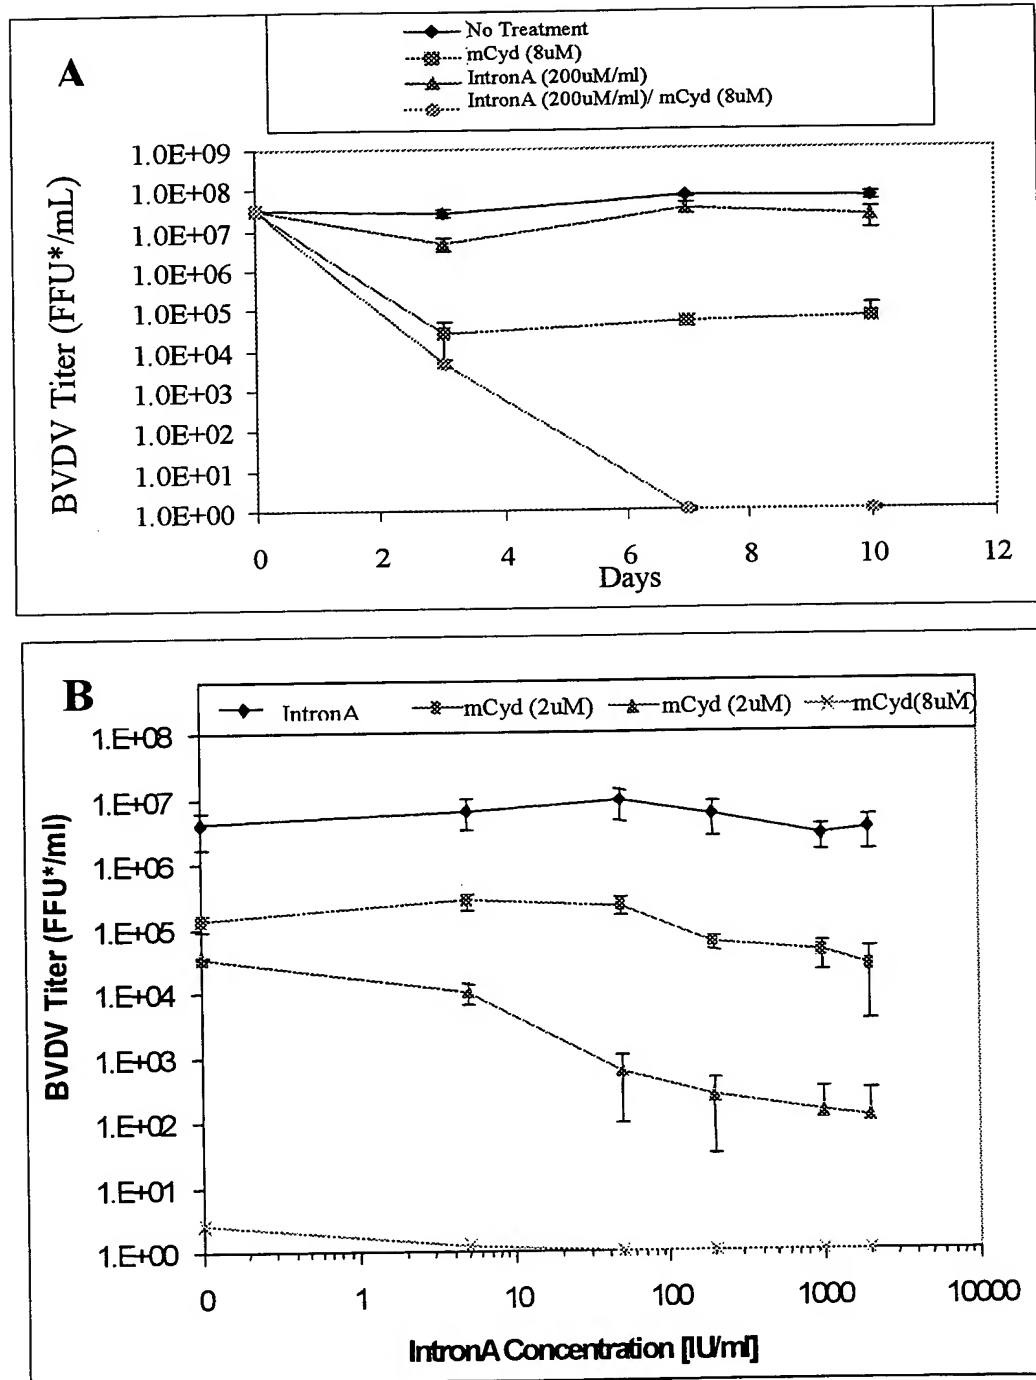 A
No Treatment
mCyd (8uM)
IntronA (200uM/ml)
IntronA (200uM/ml)/ mCyd (8uM)
BVDV Titer (FFU*/mL)
1.0E+09
1.0E+08
1.0E+07
1.0E+06
1.0E+05
1.0E+04
1.0E+03
1.0E+02
1.0E+01
1.0E+00
0 2 4 6 8 10 12
Days
B
IntronA mCyd (2uM) mCyd (2uM) mCyd(8uM)
BVDV Titer (FFU*/ml)
1.E+08
1.E+07
1.E+06
1.E+05
1.E+04
1.E+03
1.E+02
1.E+01
1.E+00
0 1 10 100 1000 10000
IntronA Concentration [IU/ml]